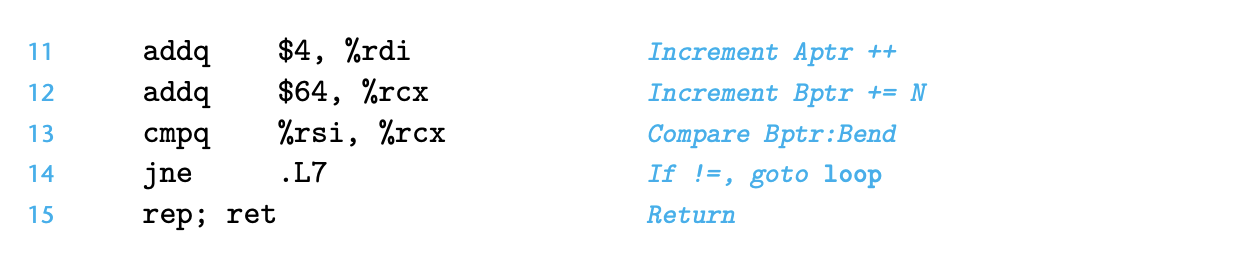 11 addq $4, %rdi Increment Aptr ++
12 addq $64, %rcx Increment Bptr += N
13 cmpq %rsi, %rcx Compare Bptr:Bend
14 jne .L7 If !=, goto loop
15 rep; ret Return